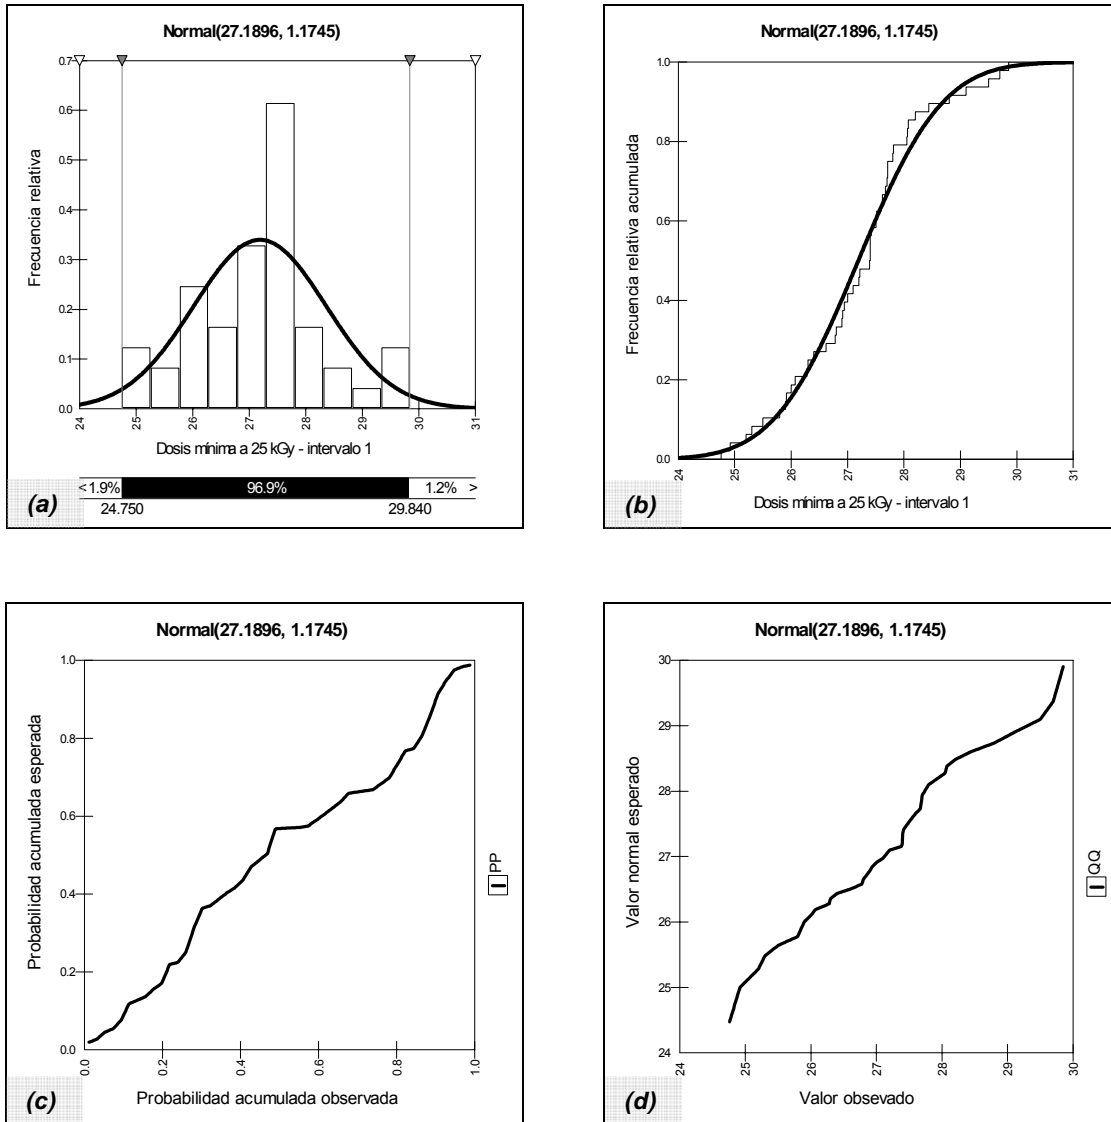 Normal(27.1896, 1.1745)
Frecuencia relativa
0.7
0.6
0.5
0.4
0.3
0.2
0.1
0.0
24 25 26 27 28 29 30 31
Dosis mínima a 25 kGy - intervalo 1
< 1.9% 96.9% 1.2% >
24.750 29.840
(a)
Normal(27.1896, 1.1745)
Frecuencia relativa acumulada
1.0
0.8
0.6
0.4
0.2
0.0
24 25 26 27 28 29 30 31
Dosis mínima a 25 kGy - intervalo 1
(b)
Normal(27.1896, 1.1745)
Probabilidad acumulada esperada
1.0
0.8
0.6
0.4
0.2
0.0
0.0 0.2 0.4 0.6 0.8 1.0
Probabilidad acumulada observada
PP
(c)
Normal(27.1896, 1.1745)
Valor normal esperado
30
29
28
27
26
25
24
24 25 26 27 28 29 30
Valor obsevado
QQ
(d)